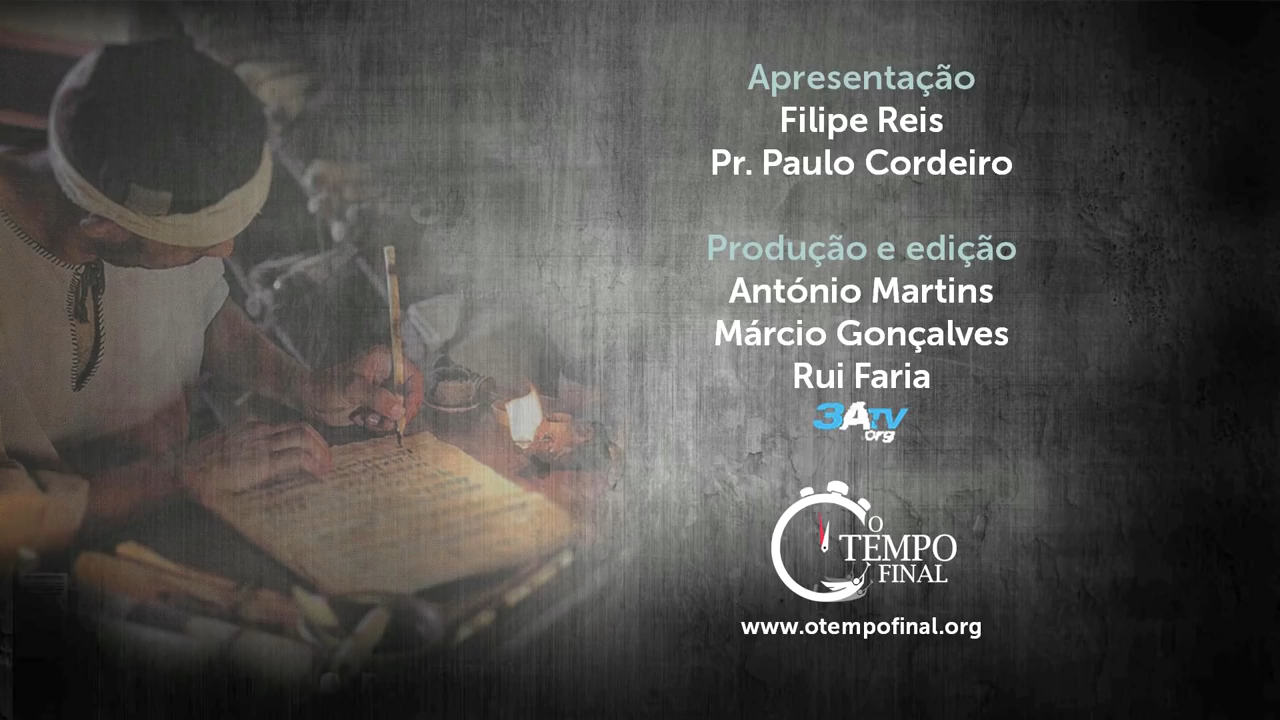 Apresentação
Filipe Reis
Pr. Paulo Cordeiro
Produção e edição
António Martins
Márcio Gonçalves
Rui Faria
3ATV
.org
O
TEMPO
FINAL
www.otempofinal.org